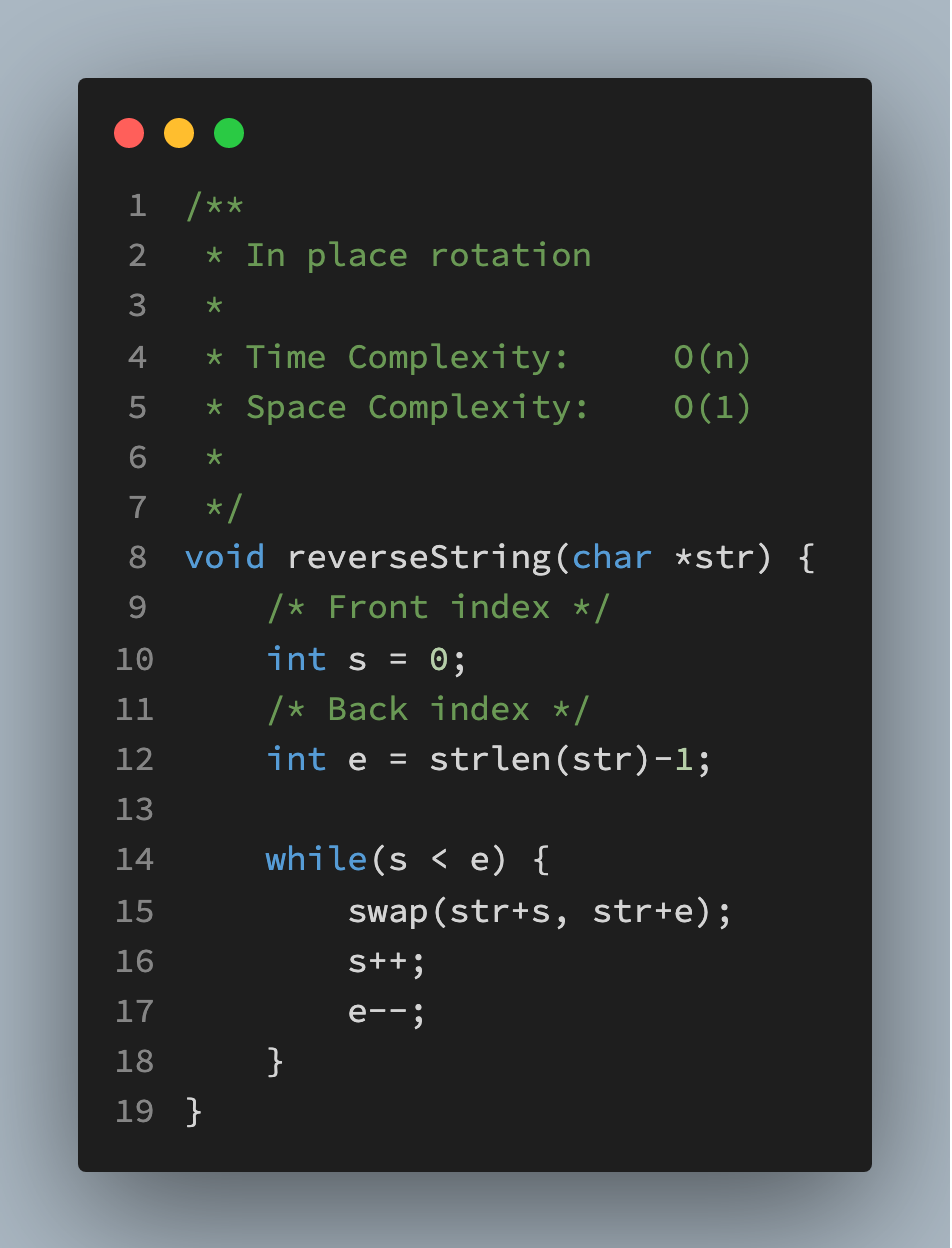 1 /**
2  * In place rotation
3  *
4  * Time Complexity:     O(n)
5  * Space Complexity:    O(1)
6  *
7  */
8 void reverseString(char *str) {
9     /* Front index */
10     int s = 0;
11     /* Back index */
12     int e = strlen(str)-1;
13
14     while(s < e) {
15         swap(str+s, str+e);
16         s++;
17         e--;
18     }
19 }